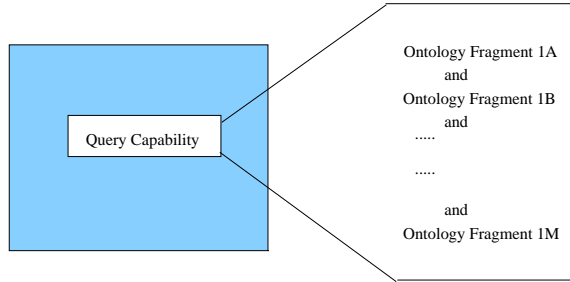 Query Capability
Ontology Fragment 1A
and
Ontology Fragment 1B
and
.....
.....
and
Ontology Fragment 1M